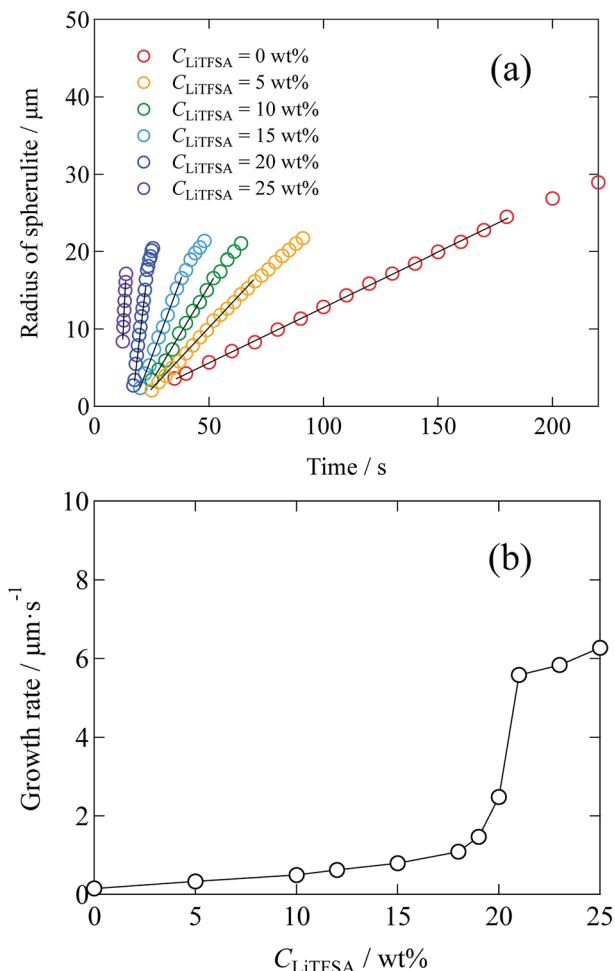 50
40
30
20
10
0
Radius of spherulite / μm
C_LiTFSA = 0 wt%
C_LiTFSA = 5 wt%
C_LiTFSA = 10 wt%
C_LiTFSA = 15 wt%
C_LiTFSA = 20 wt%
C_LiTFSA = 25 wt%
(a)
0 50 100 150 200
Time / s
10
8
6
4
2
0
Growth rate / μm·s⁻¹
(b)
0 5 10 15 20 25
C_LiTFSA / wt%